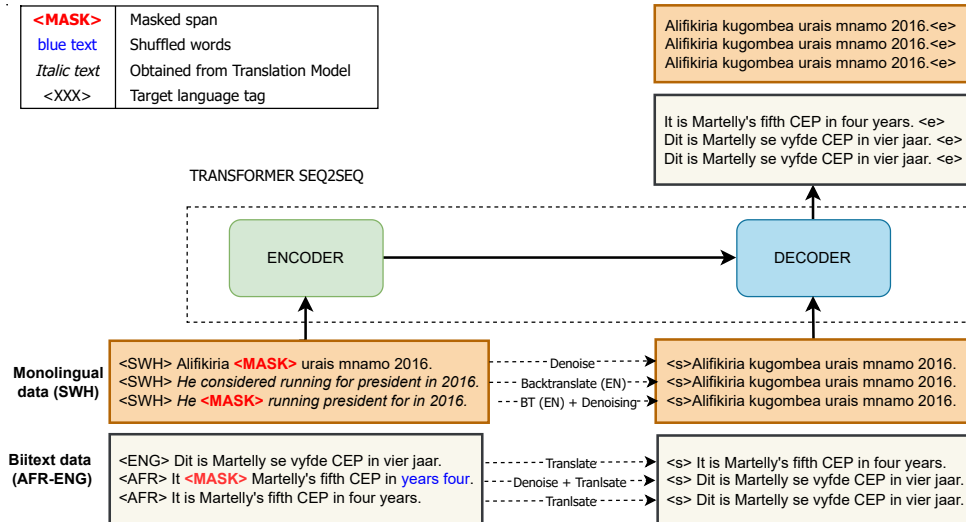 <MASK> Masked span
blue text Shuffled words
Italic text Obtained from Translation Model
<XXX> Target language tag
Alifikiria kugombea urais mnamo 2016.<e>
Alifikiria kugombea urais mnamo 2016.<e>
Alifikiria kugombea urais mnamo 2016.<e>
It is Martelly's fifth CEP in four years. <e>
Dit is Martelly se vyfde CEP in vier jaar. <e>
Dit is Martelly se vyfde CEP in vier jaar. <e>
TRANSFORMER SEQ2SEQ
ENCODER
DECODER
Monolingual
data (SWH)
<SWH> Alifikiria <MASK> urais mnamo 2016.
<SWH> He considered running for president in 2016.
<SWH> He <MASK> running president for in 2016.
Denoise
Backtranslate (EN)
BT (EN) + Denoising
<s>Alifikiria kugombea urais mnamo 2016.
<s>Alifikiria kugombea urais mnamo 2016.
<s>Alifikiria kugombea urais mnamo 2016.
Biitext data
(AFR-ENG)
<ENG> Dit is Martelly se vyfde CEP in vier jaar.
<AFR> It <MASK> Martelly's fifth CEP in years four.
<AFR> It is Martelly's fifth CEP in four years.
Translate
Denoise + Tranlsate
Tranlsate
<s> It is Martelly's fifth CEP in four years.
<s> Dit is Martelly se vyfde CEP in vier jaar.
<s> Dit is Martelly se vyfde CEP in vier jaar.